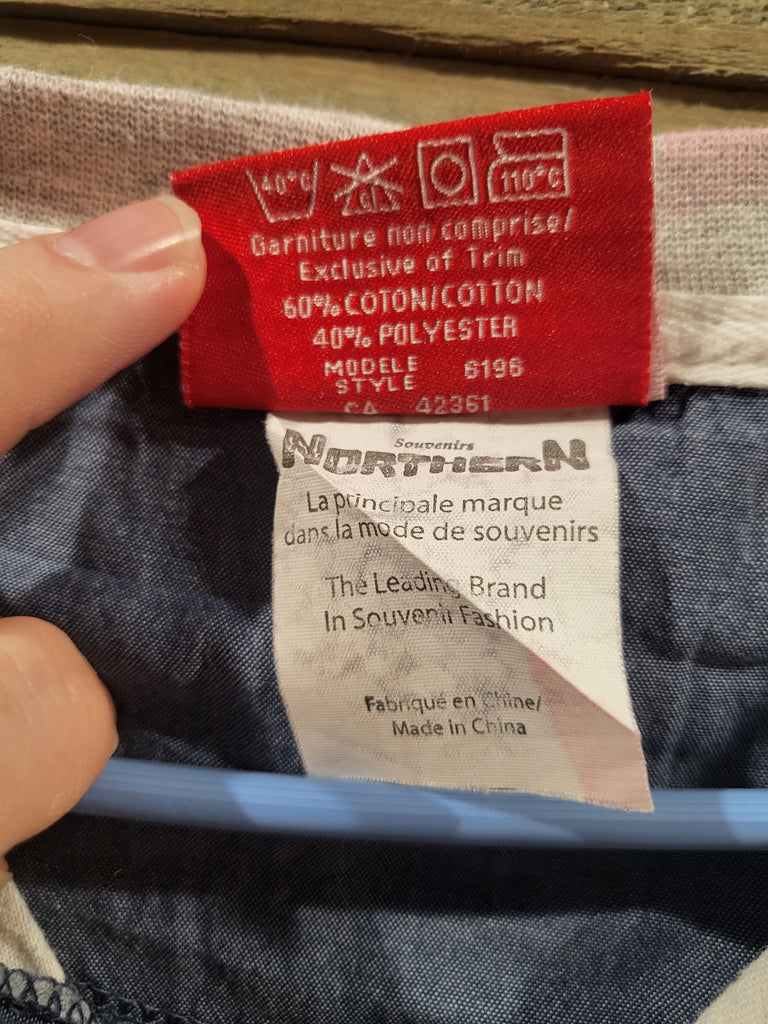 40°C CL 110°C
Garniture non comprise/
Exclusive of Trim
60% COTON/COTTON
40% POLYESTER
MODELE
STYLE 6196
CA 42361
Souvenirs
NORTHERN
La principale marque
dans la mode de souvenirs
The Leading Brand
In Souvenir Fashion
Fabriqué en Chine/
Made in China